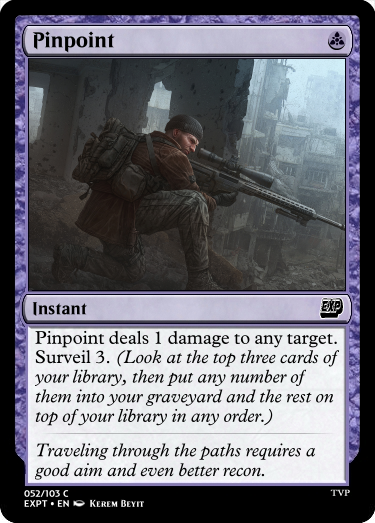 Pinpoint
Instant
EXP
Pinpoint deals 1 damage to any target.
Surveil 3. (Look at the top three cards of
your library, then put any number of
them into your graveyard and the rest on
top of your library in any order.)
Traveling through the paths requires a
good aim and even better recon.
052/103 C
EXPT • EN Kerem Beyit
TVP